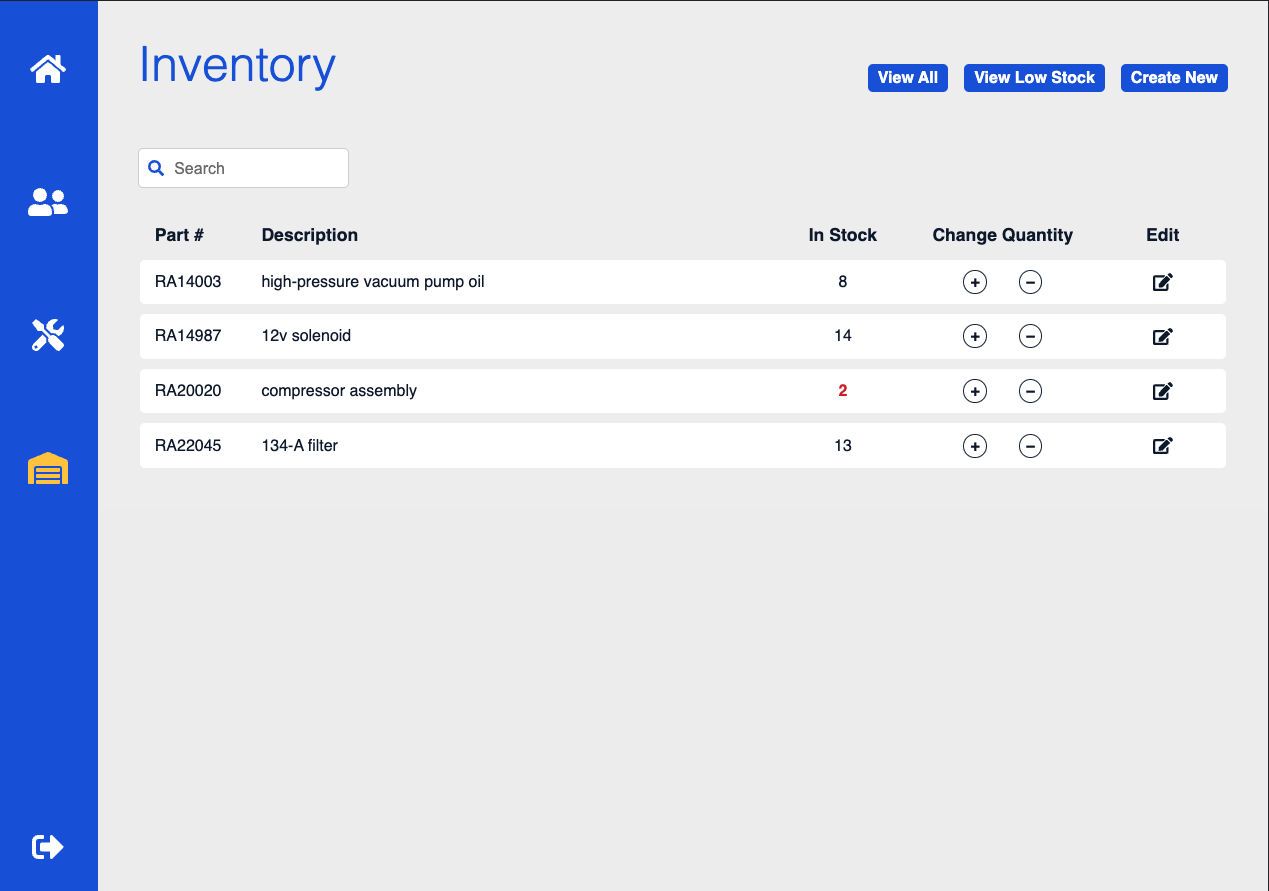 Inventory
View All View Low Stock Create New
Search
Part # Description In Stock Change Quantity Edit
RA14003 high-pressure vacuum pump oil 8
RA14987 12v solenoid 14
RA20020 compressor assembly 2
RA22045 134-A filter 13